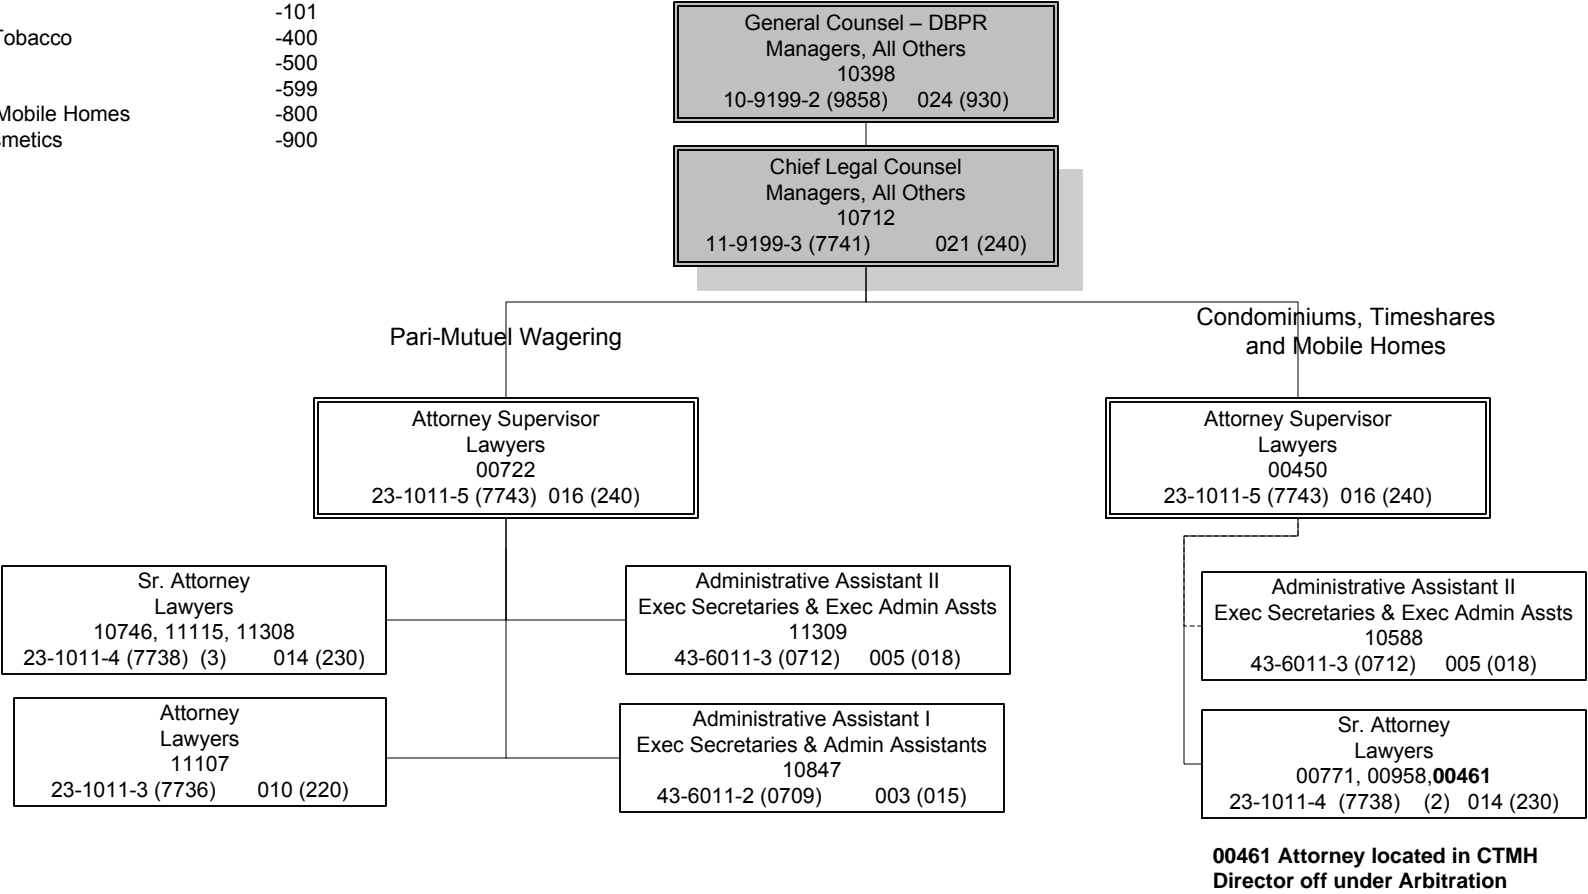 -101
Tobacco -400
-500
-599
Mobile Homes -800
smetics -900
General Counsel – DBPR
Managers, All Others
10398
10-9199-2 (9858) 024 (930)
Chief Legal Counsel
Managers, All Others
10712
11-9199-3 (7741) 021 (240)
Pari-Mutuel Wagering
Condominiums, Timeshares
and Mobile Homes
Attorney Supervisor
Lawyers
00722
23-1011-5 (7743) 016 (240)
Attorney Supervisor
Lawyers
00450
23-1011-5 (7743) 016 (240)
Sr. Attorney
Lawyers
10746, 11115, 11308
23-1011-4 (7738) (3) 014 (230)
Administrative Assistant II
Exec Secretaries & Exec Admin Assts
11309
43-6011-3 (0712) 005 (018)
Administrative Assistant II
Exec Secretaries & Exec Admin Assts
10588
43-6011-3 (0712) 005 (018)
Attorney
Lawyers
11107
23-1011-3 (7736) 010 (220)
Administrative Assistant I
Exec Secretaries & Admin Assistants
10847
43-6011-2 (0709) 003 (015)
Sr. Attorney
Lawyers
00771, 00958,00461
23-1011-4 (7738) (2) 014 (230)
00461 Attorney located in CTMH
Director off under Arbitration